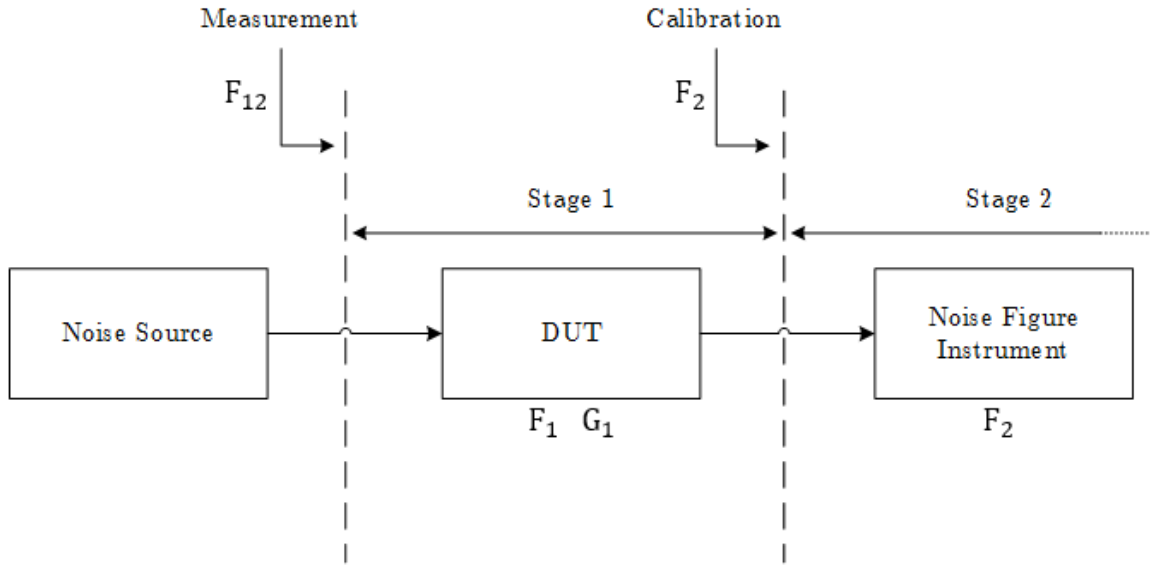 Measurement
Calibration
F₁₂
F₂
Stage 1
Stage 2
Noise Source
DUT
Noise Figure
Instrument
F₁ G₁
F₂